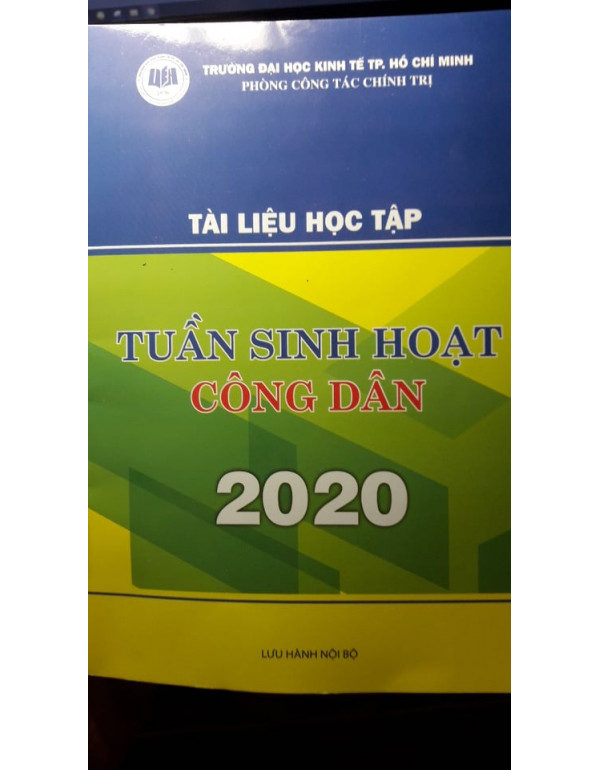 TRƯỜNG ĐẠI HỌC KINH TẾ TP. HỒ CHÍ MINH
PHÒNG CÔNG TÁC CHÍNH TRỊ
TÀI LIỆU HỌC TẬP
TUẦN SINH HOẠT
CÔNG DÂN
2020
LƯU HÀNH NỘI BỘ